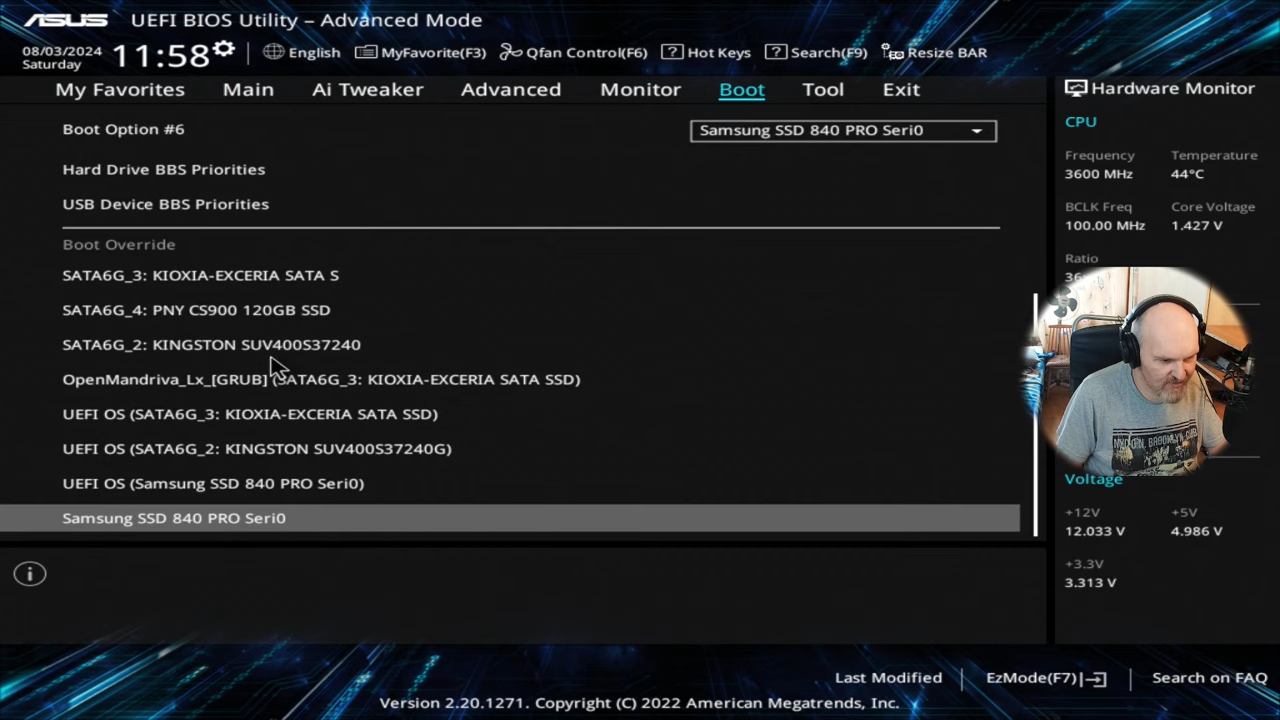 ASUS UEFI BIOS Utility – Advanced Mode
08/03/2024
Saturday
11:58
English
MyFavorite(F3)
Qfan Control(F6)
? Hot Keys
? Search(F9)
Resize BAR
My Favorites
Main
Ai Tweaker
Advanced
Monitor
Boot
Tool
Exit
Boot Option #6
Samsung SSD 840 PRO Seri0
Hard Drive BBS Priorities
USB Device BBS Priorities
Boot Override
SATA6G_3: KIOXIA-EXCERIA SATA S
SATA6G_4: PNY CS900 120GB SSD
SATA6G_2: KINGSTON SUV400S37240
OpenMandriva_Lx_[GRUB] (SATA6G_3: KIOXIA-EXCERIA SATA SSD)
UEFI OS (SATA6G_3: KIOXIA-EXCERIA SATA SSD)
UEFI OS (SATA6G_2: KINGSTON SUV400S37240G)
UEFI OS (Samsung SSD 840 PRO Seri0)
Samsung SSD 840 PRO Seri0
Hardware Monitor
CPU
Frequency Temperature
3600 MHz 44°C
BCLK Freq Core Voltage
100.00 MHz 1.427 V
Ratio
Voltage
+12V +5V
12.033 V 4.986 V
+3.3V
3.313 V
Last Modified
EzMode(F7)
Search on FAQ
Version 2.20.1271. Copyright (C) 2022 American Megatrends, Inc.